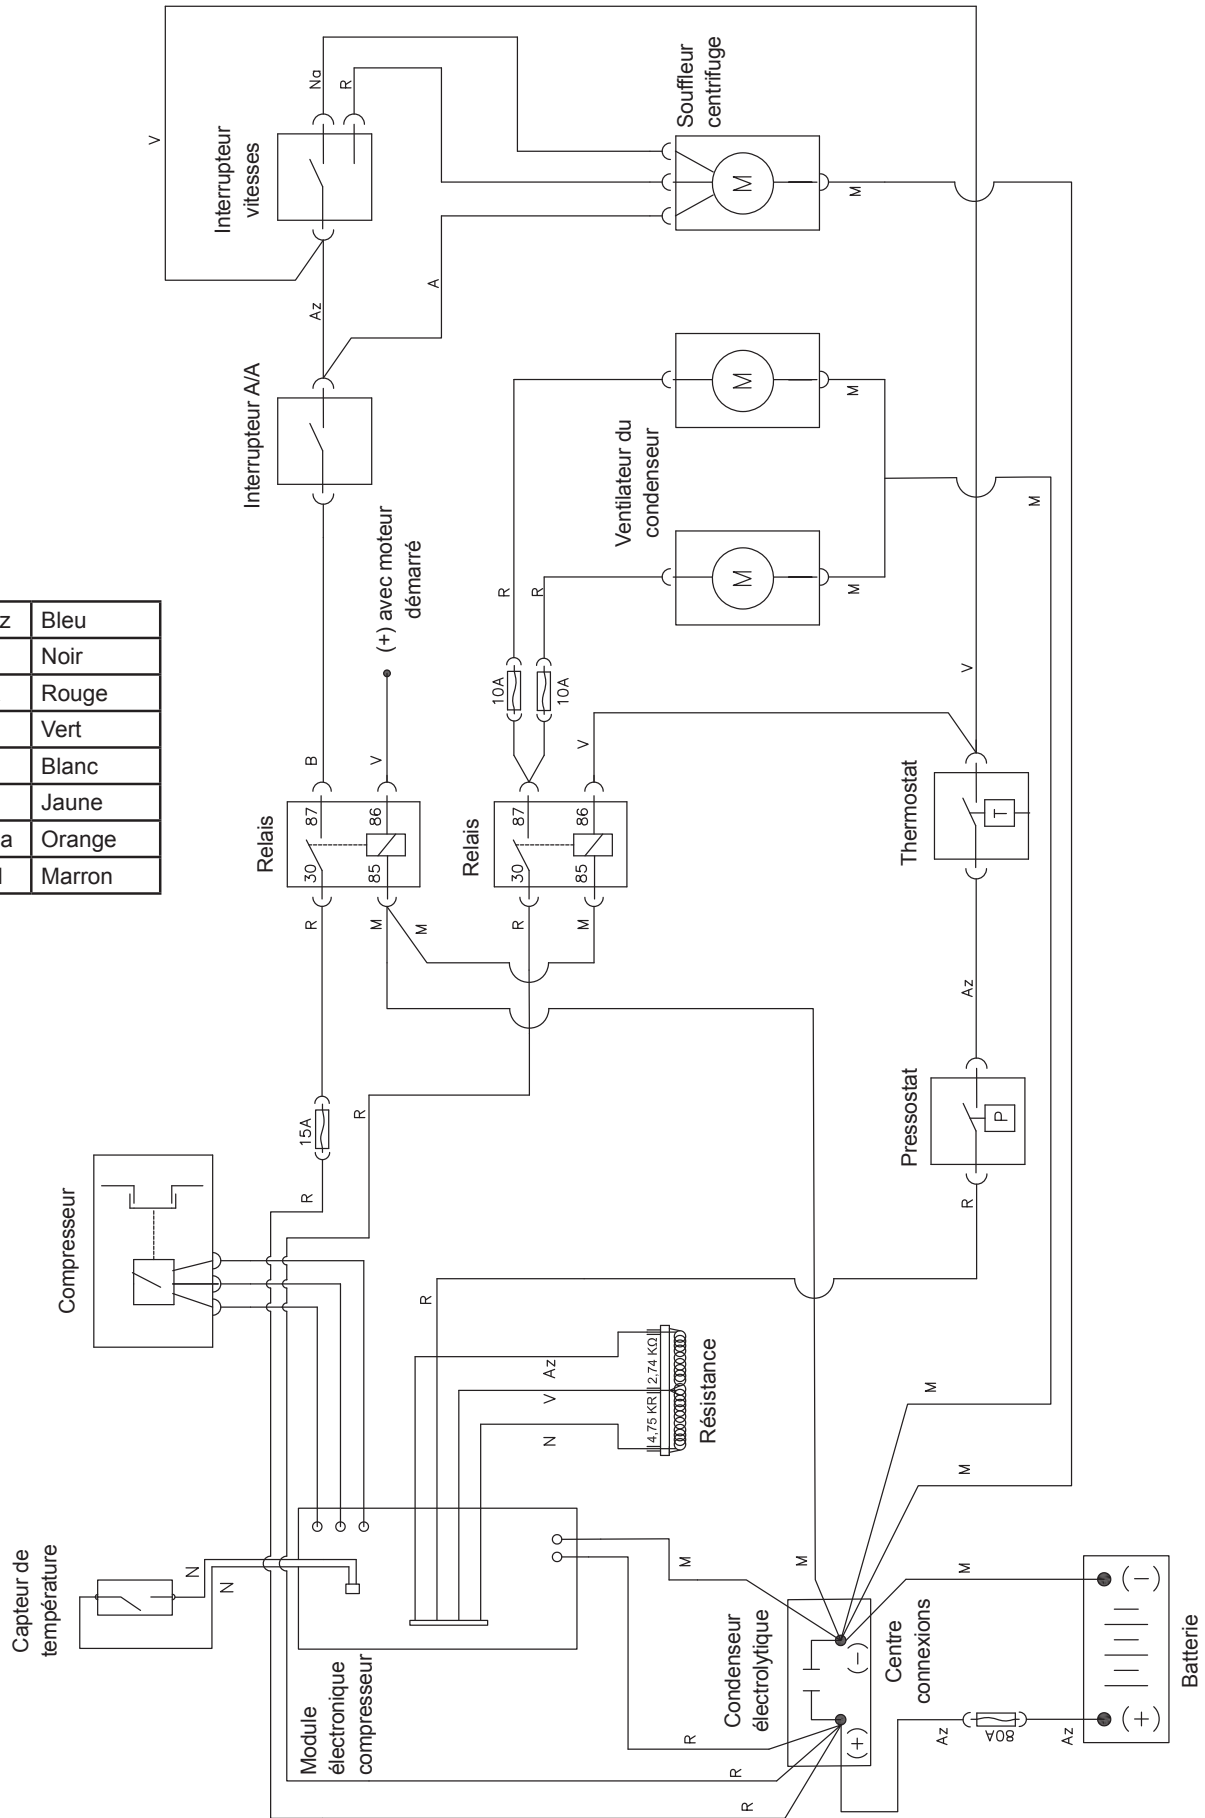 z Bleu
Noir
Rouge
Vert
Blanc
Jaune
a Orange
Marron
V
Na
R
Interrupteur
vitesses
Souffleur
centrifuge
M
M
Az
A
Interrupteur A/A
M
M
Ventilateur du
condenseur
M
M
M
(+) avec moteur
démarré
R
R
10A
10A
V
B
V
V
Relais
87
86
30
85
Relais
87
86
30
85
Thermostat
T
R
M
M
R
M
Az
15A
R
R
Pressostat
P
R
Compresseur
R
Az
V
N
4,75 KR
2,74 KΩ
Résistance
Capteur de
température
N
N
Module
électronique
compresseur
M
M
M
M
M
Condenseur
électrolytique
(-)
(+)
Centre
connexions
R
R
R
Az
80A
Az
(-)
(+)
Batterie